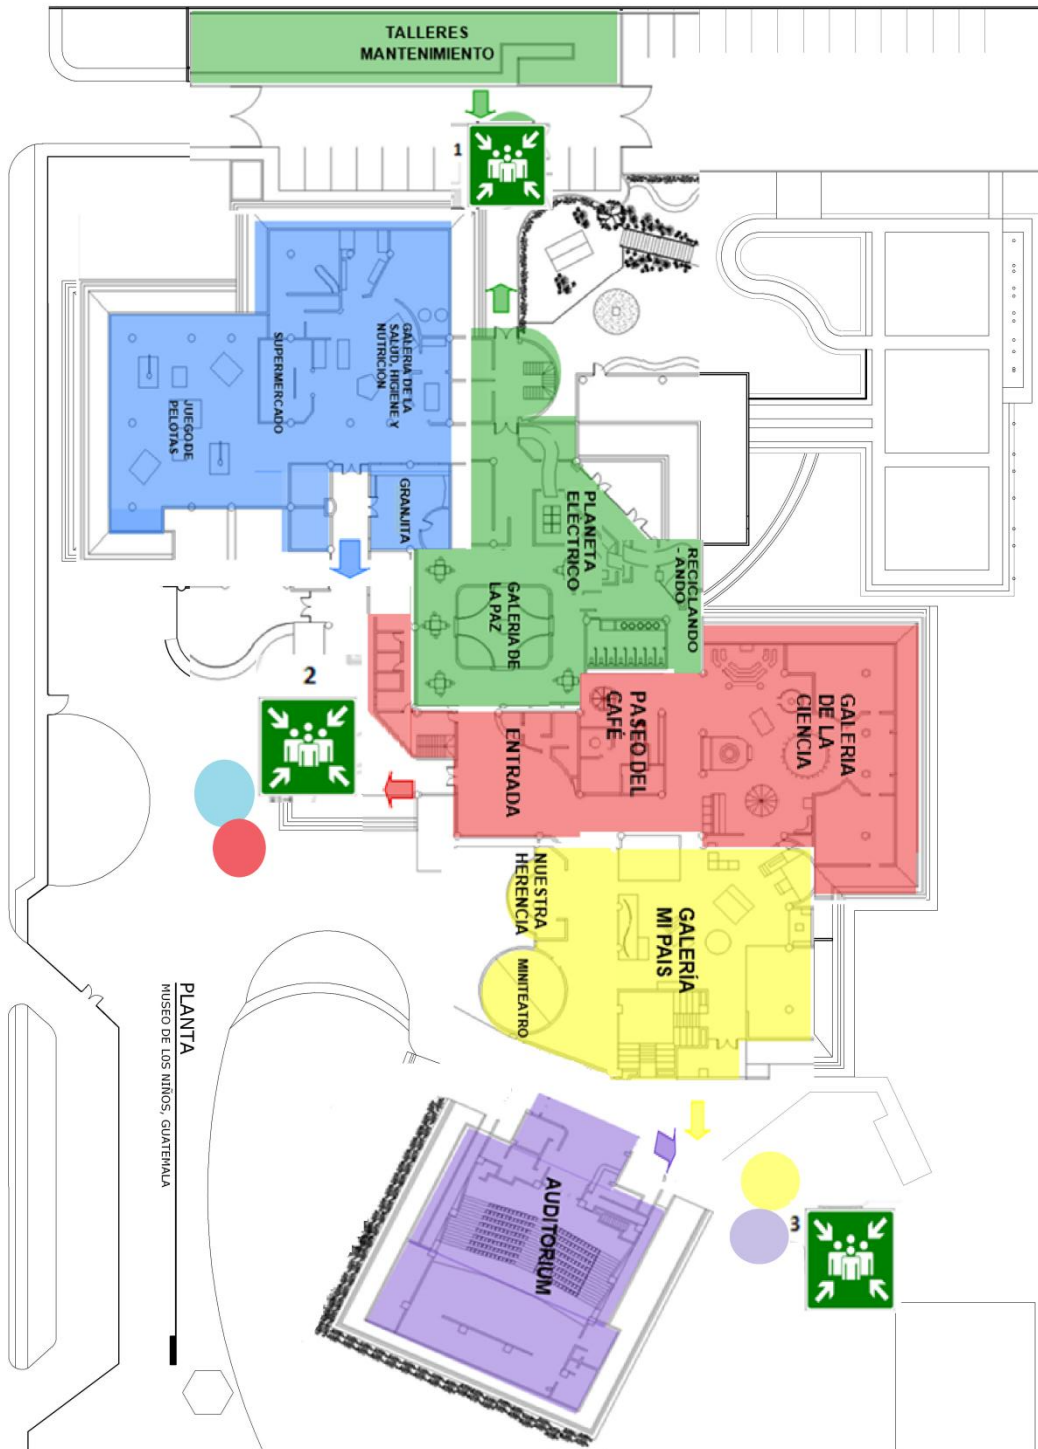 TALLERES
MANTENIMIENTO
1
GALERIA DE LA
SALUD, HIGIENE Y
NUTRICIÓN
SUPERMERCADO
JUEGO DE
PELOTAS
GRANJITA
PLANETA
ELÉCTRICO
RECICLANDO
- ANDO
GALERIA DE
LA PAZ
2
PASEO DEL
CAFÉ
ENTRADA
GALERIA
DE LA
CIENCIA
NUESTRA
HERENCIA
MINITEATRO
GALERÍA
MI PAIS
PLANTA
MUSEO DE LOS NIÑOS, GUATEMALA
AUDITORIUM
3